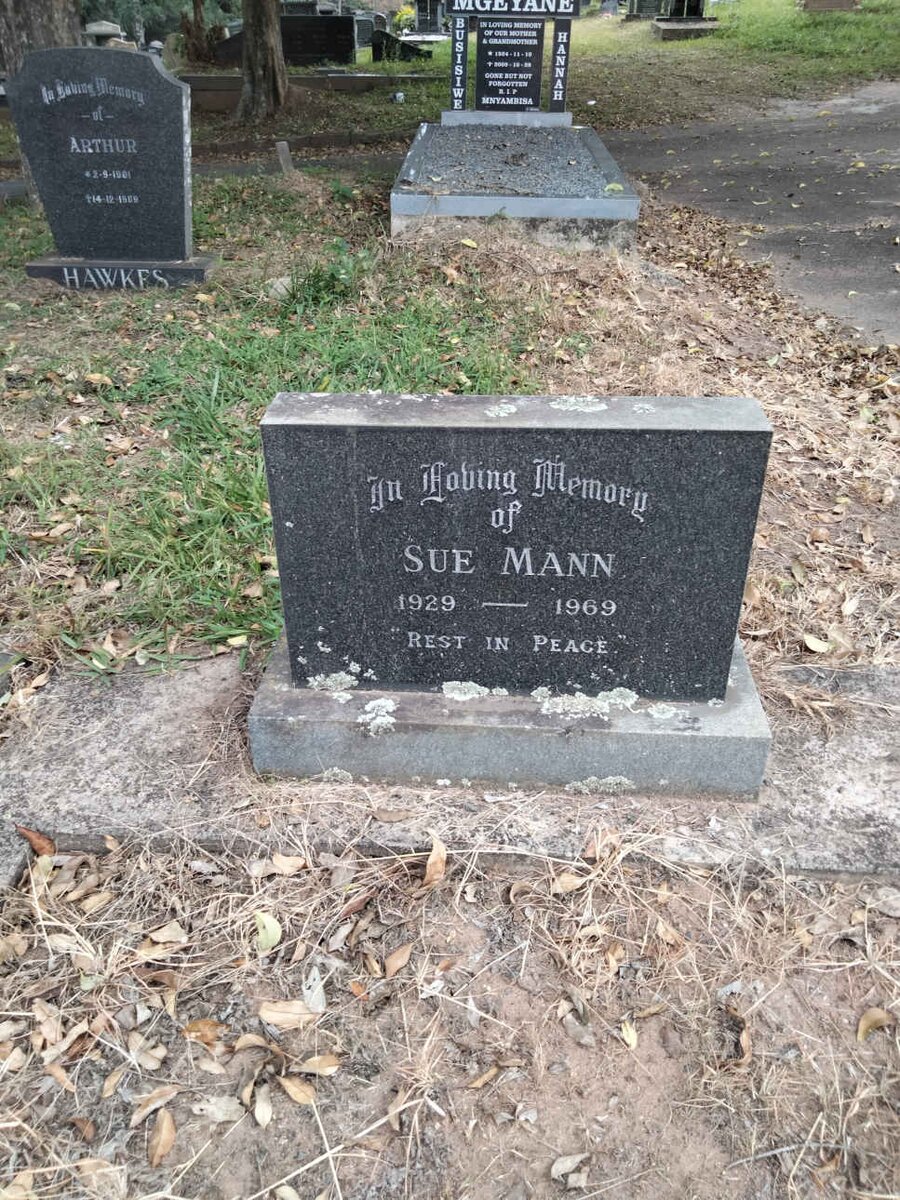 MGEYANE
BUSISIWE
IN LOVING MEMORY
OF OUR MOTHER
& GRANDMOTHER
GONE BUT NOT
FORGOTTEN
R.I.P
MNYAMBISA
HANNAH
In Loving Memory
of
ARTHUR
HAWKES
In Loving Memory
of
SUE MANN
1929 — 1969
"REST IN PEACE."